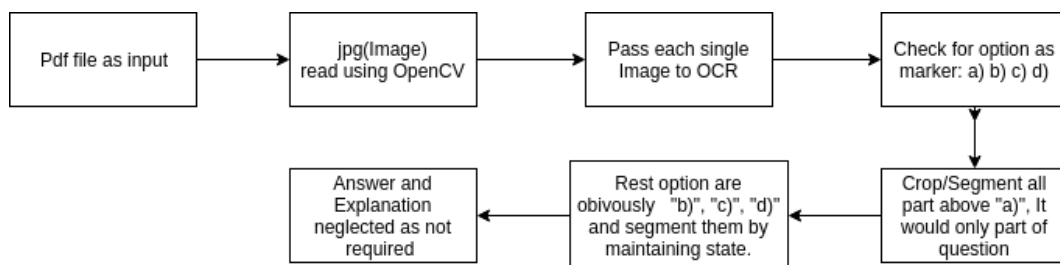 Pdf file as input
jpg(Image)
read using OpenCV
Pass each single
Image to OCR
Check for option as
marker: a) b) c) d)
Crop/Segment all
part above "a)", It
would only part of
question
Rest option are
obivously "b)", "c)", "d)"
and segment them by
maintaining state.
Answer and
Explanation
neglected as not
required